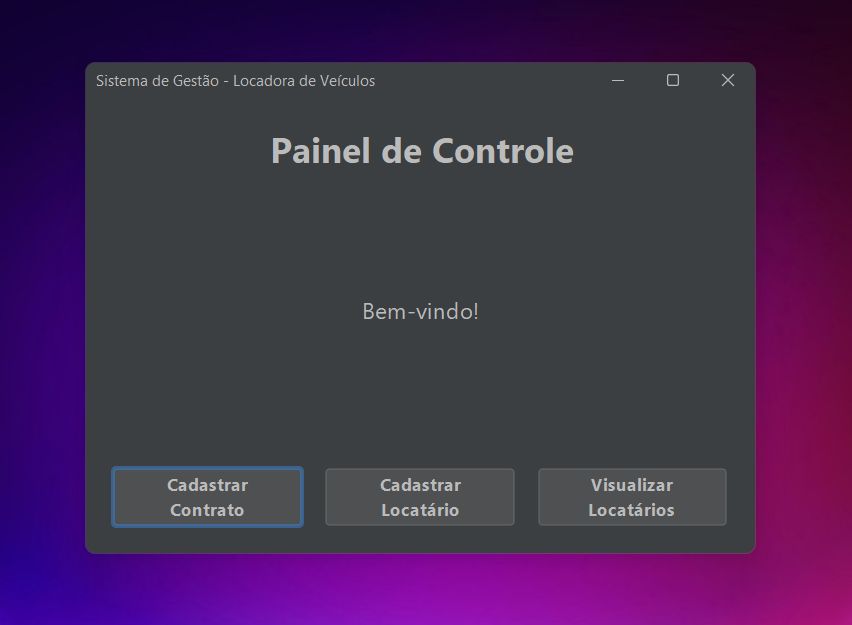 Sistema de Gestão - Locadora de Veículos
Painel de Controle
Bem-vindo!
Cadastrar
Contrato
Cadastrar
Locatário
Visualizar
Locatários